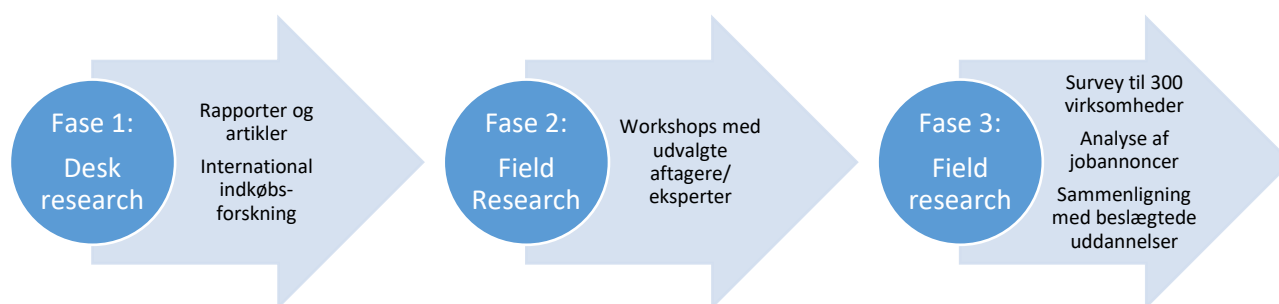 Fase 1:
Desk
research
Rapporter og
artikler
International
indkøbs-
forskning
Fase 2:
Field
Research
Workshops med
udvalgte
aftagere/
eksperter
Fase 3:
Field
research
Survey til 300
virksomheder
Analyse af
jobannoncer
Sammenligning
med beslægtede
uddannelser